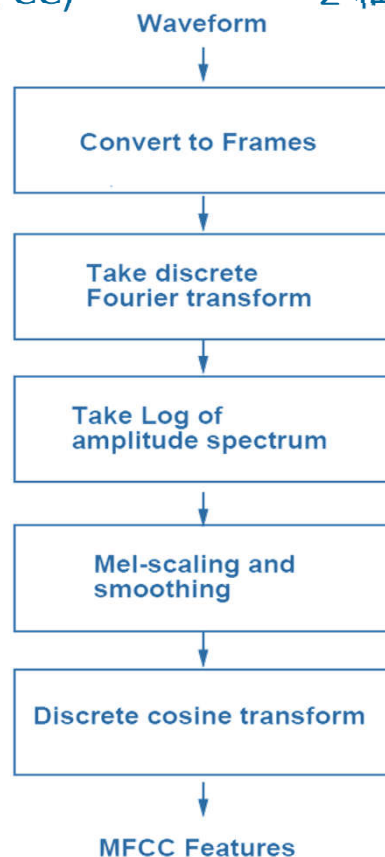 CC)
Waveform
Convert to Frames
Take discrete
Fourier transform
Take Log of
amplitude spectrum
Mel-scaling and
smoothing
Discrete cosine transform
MFCC Features